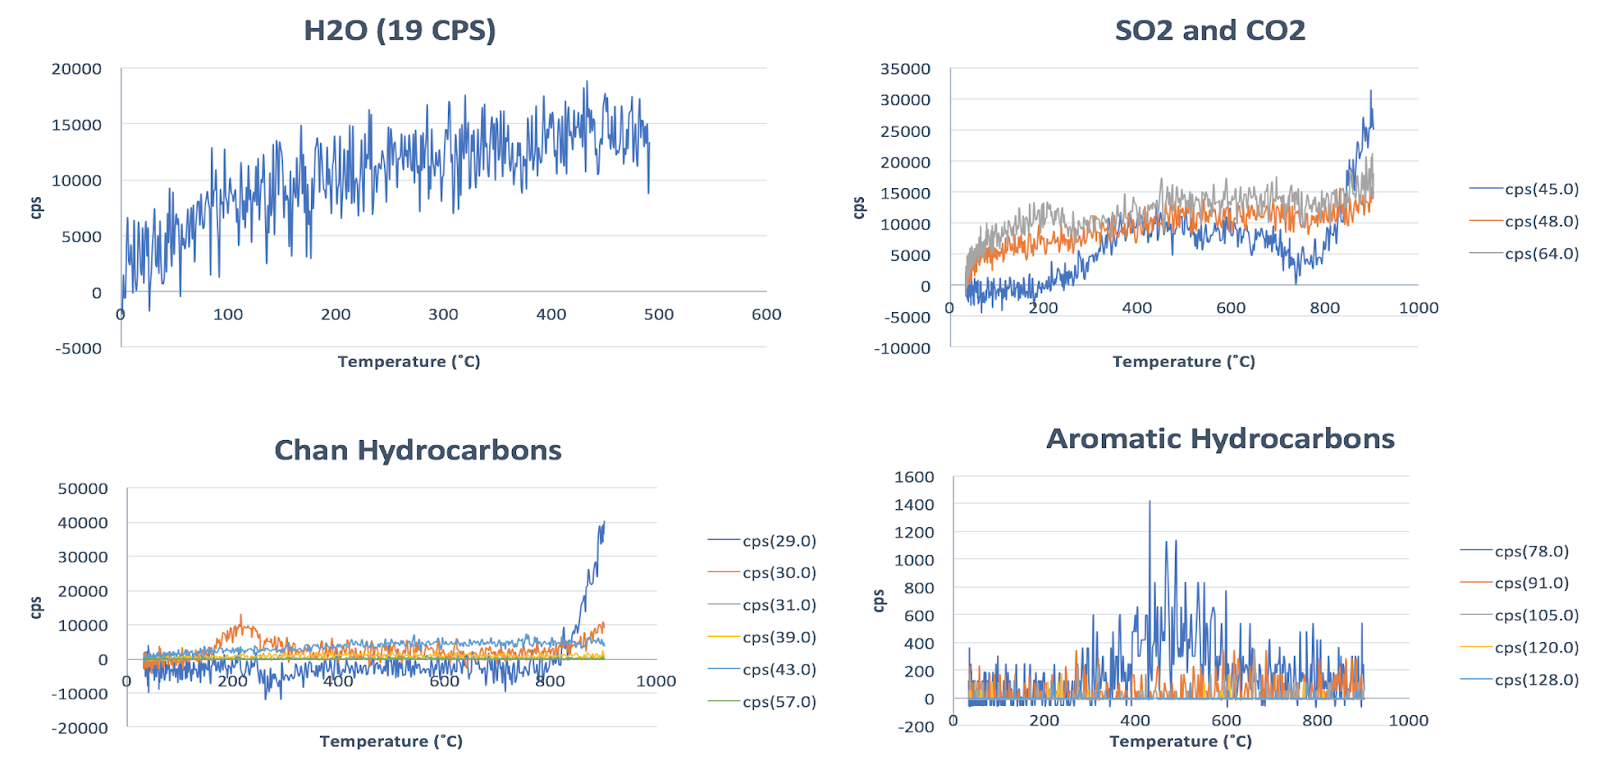 H2O (19 CPS)
20000
15000
10000
5000
0
-5000
0 100 200 300 400 500 600
cps
Temperature (˚C)
SO2 and CO2
35000
30000
25000
20000
15000
10000
5000
0
-5000
-10000
0 200 400 600 800 1000
cps
Temperature (˚C)
cps(45.0)
cps(48.0)
cps(64.0)
Chan Hydrocarbons
50000
40000
30000
20000
10000
0
-10000
-20000
0 200 400 600 800 1000
cps
Temperature (˚C)
cps(29.0)
cps(30.0)
cps(31.0)
cps(39.0)
cps(43.0)
cps(57.0)
Aromatic Hydrocarbons
1600
1400
1200
1000
800
600
400
200
0
-200
0 200 400 600 800 1000
cps
Temperature (˚C)
cps(78.0)
cps(91.0)
cps(105.0)
cps(120.0)
cps(128.0)